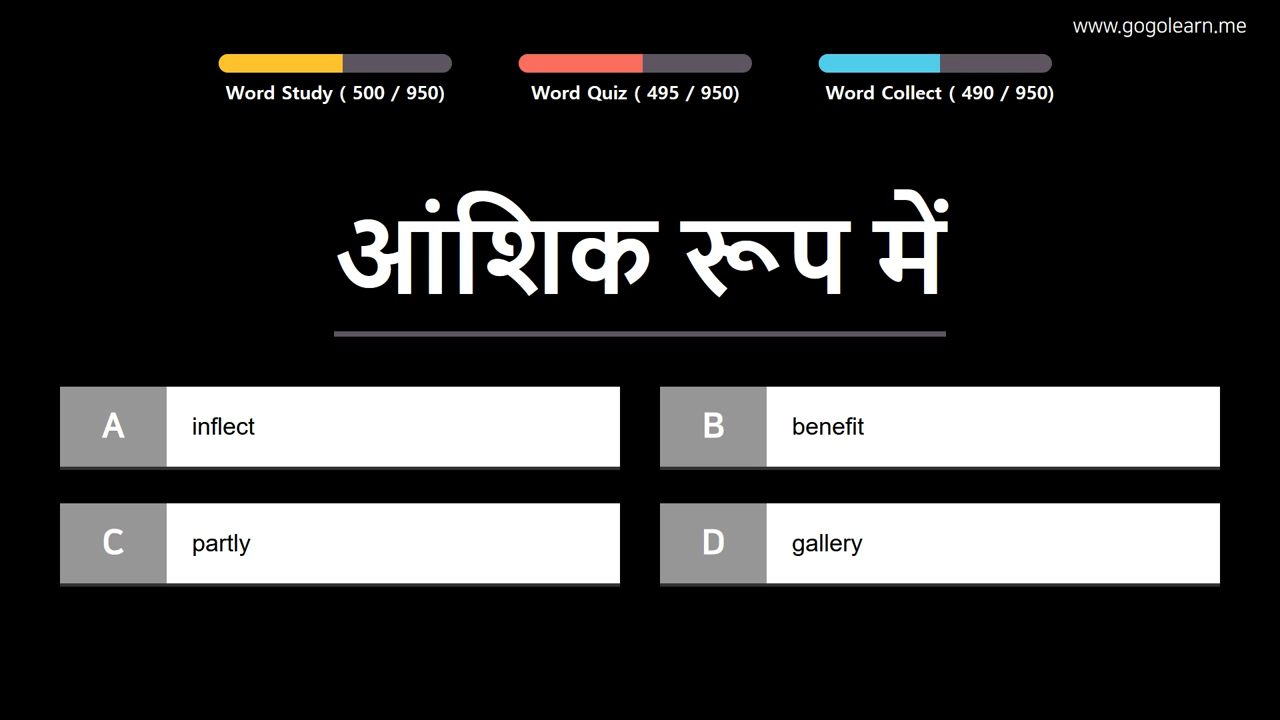 www.gogolearn.me
Word Study ( 500 / 950)
Word Quiz ( 495 / 950)
Word Collect ( 490 / 950)
आंशिक रूप में
A inflect
B benefit
C partly
D gallery